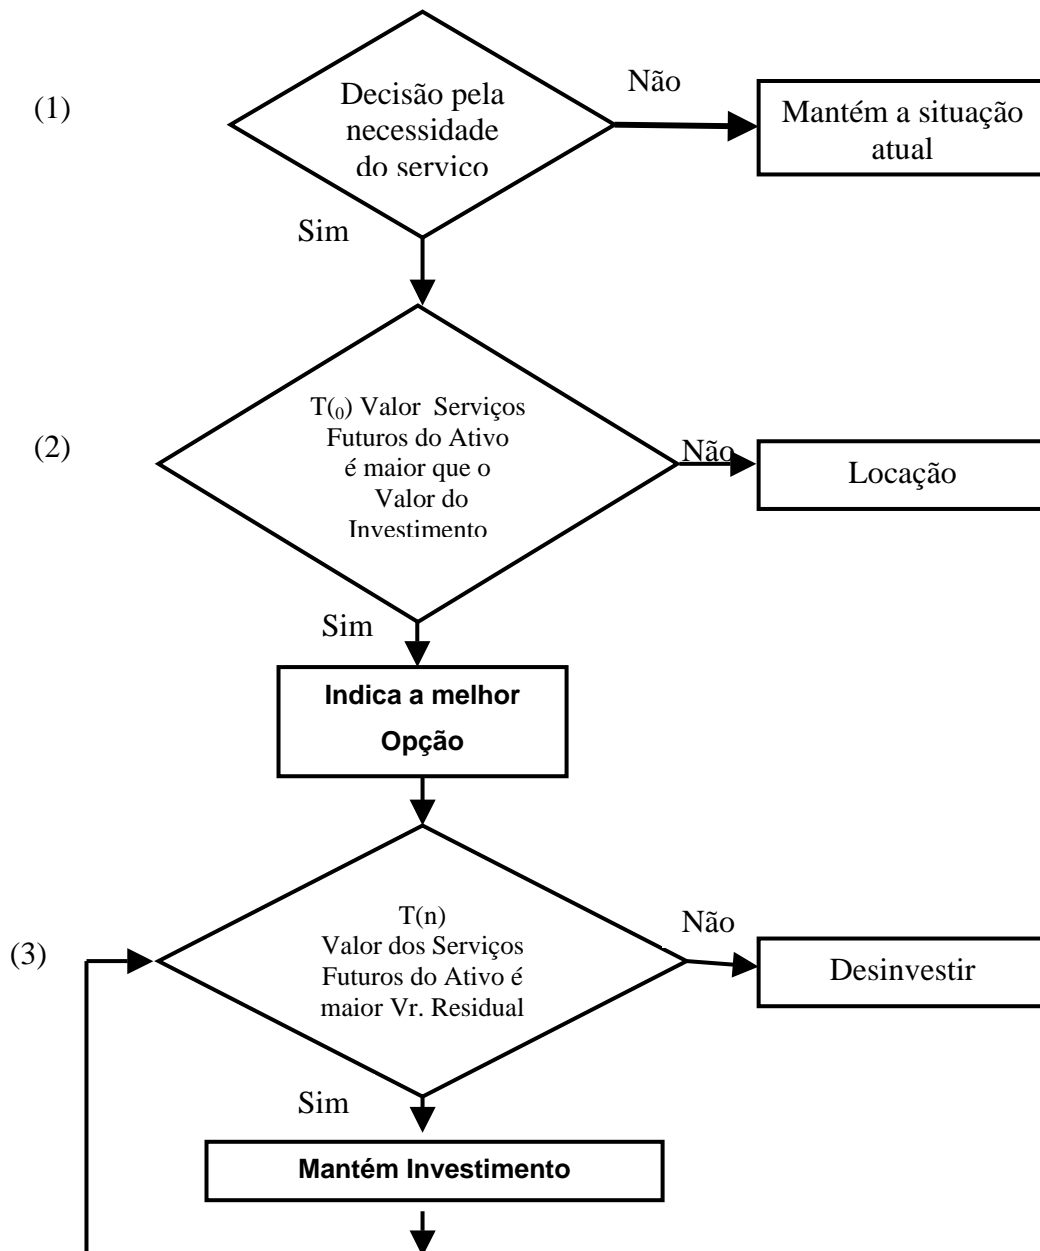 (1)
Decisão pela
necessidade
do serviço
Não
Mantém a situação
atual
Sim
(2)
T(₀) Valor Serviços
Futuros do Ativo
é maior que o
Valor do
Investimento
Não
Locação
Sim
Indica a melhor
Opção
(3)
T(n)
Valor dos Serviços
Futuros do Ativo é
maior Vr. Residual
Não
Desinvestir
Sim
Mantém Investimento